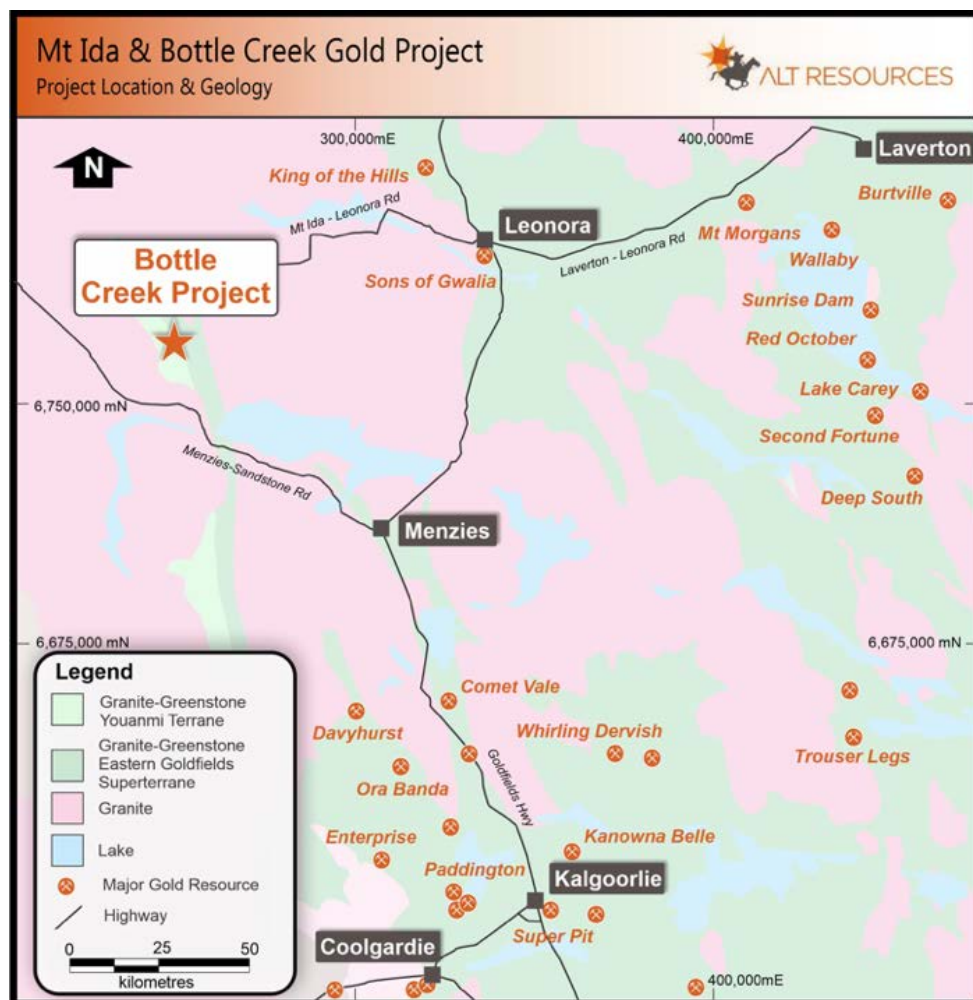 Mt Ida & Bottle Creek Gold Project
Project Location & Geology
ALT RESOURCES
300,000mE
400,000mE
N
Laverton
King of the Hills
Burtville
Mt Ida - Leonora Rd
Leonora
Mt Morgans
Laverton - Leonora Rd
Wallaby
Bottle
Creek Project
Sons of Gwalia
Sunrise Dam
Red October
6,750,000 mN
Lake Carey
Second Fortune
Menzies-Sandstone Rd
Deep South
Menzies
6,675,000 mN
6,675,000 mN
Legend
Granite-Greenstone
Youanmi Terrane
Granite-Greenstone
Eastern Goldfields
Superterrane
Granite
Lake
Major Gold Resource
Highway
0 25 50
kilometres
Comet Vale
Davyhurst
Whirling Dervish
Trouser Legs
Goldfields Hwy
Ora Banda
Enterprise
Kanowna Belle
Paddington
Kalgoorlie
Super Pit
Coolgardie
400,000mE